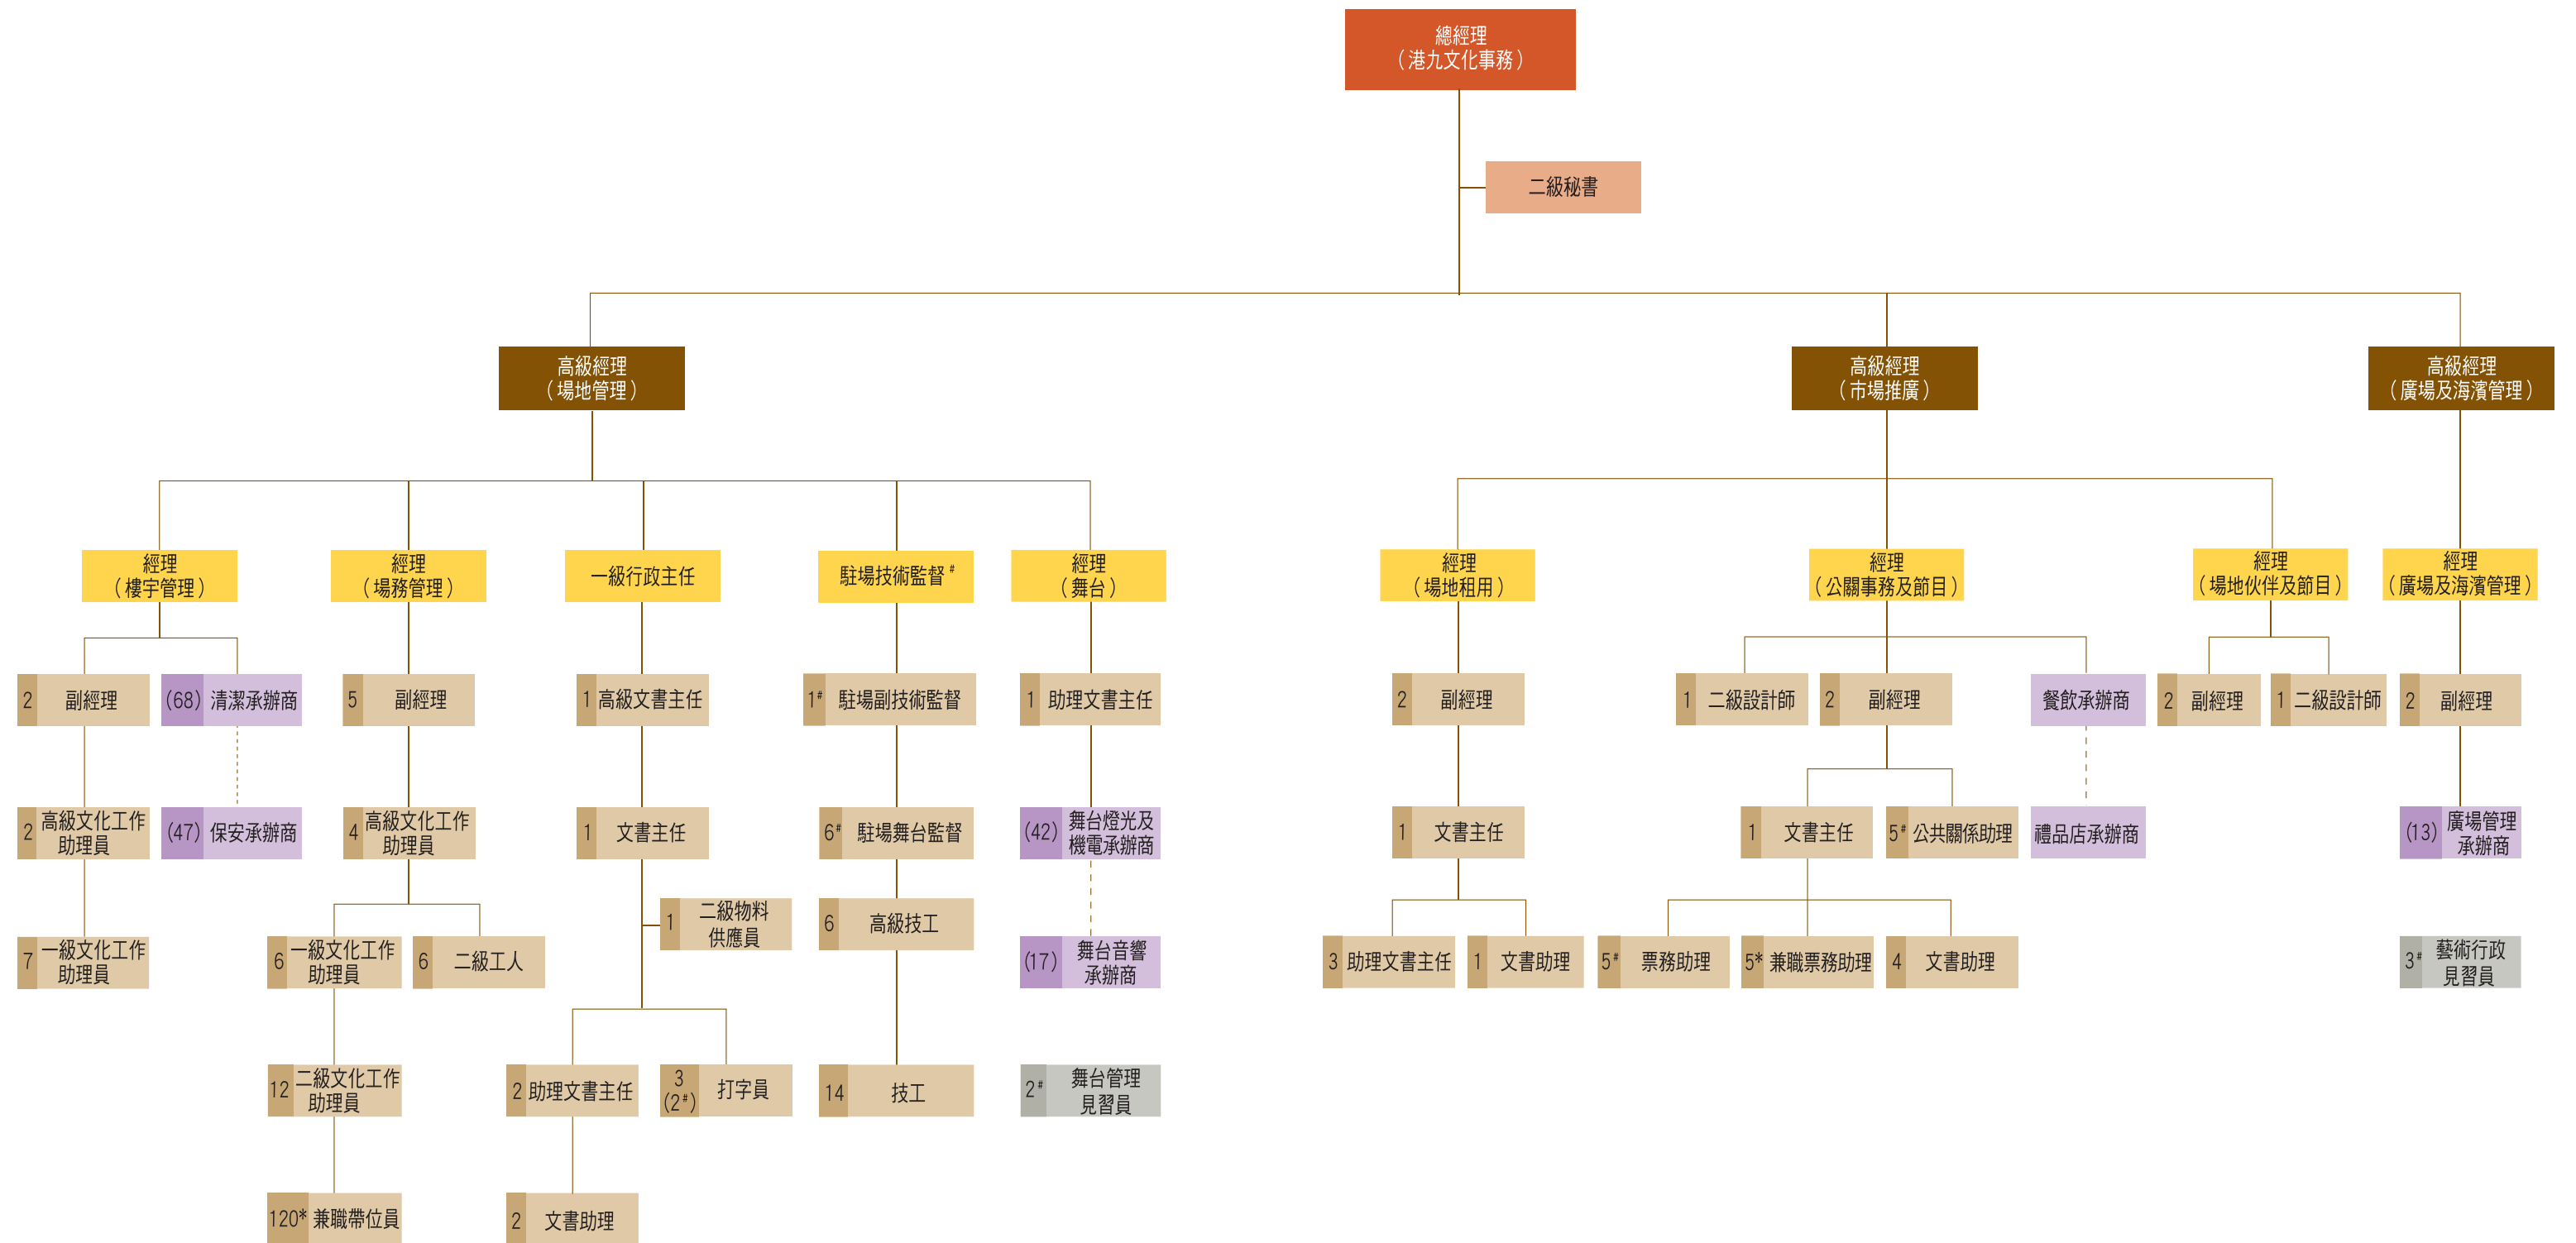 總經理
（港九文化事務）
二級秘書
高級經理
（場地管理）
高級經理
（市場推廣）
高級經理
（廣場及海濱管理）
經理
（樓宇管理）
經理
（場務管理）
一級行政主任
駐場技術監督#
經理
（舞台）
經理
（場地租用）
經理
（公關事務及節目）
經理
（場地伙伴及節目）
經理
（廣場及海濱管理）
2 副經理
(68) 清潔承辦商
5 副經理
1 高級文書主任
1# 駐場副技術監督
1 助理文書主任
2 副經理
1 二級設計師
2 副經理
餐飲承辦商
2 副經理
1 二級設計師
2 副經理
2 高級文化工作
助理員
(47) 保安承辦商
4 高級文化工作
助理員
1 文書主任
6# 駐場舞台監督
(42) 舞台燈光及
機電承辦商
1 文書主任
1 文書主任
5# 公共關係助理
禮品店承辦商
(13) 廣場管理
承辦商
1 二級物料
供應員
6 高級技工
7 一級文化工作
助理員
6 一級文化工作
助理員
6 二級工人
(17) 舞台音響
承辦商
3 助理文書主任
1 文書助理
5# 票務助理
5* 兼職票務助理
4 文書助理
3# 藝術行政
見習員
12 二級文化工作
助理員
2 助理文書主任
3
(2#) 打字員
14 技工
2# 舞台管理
見習員
120* 兼職帶位員
2 文書助理